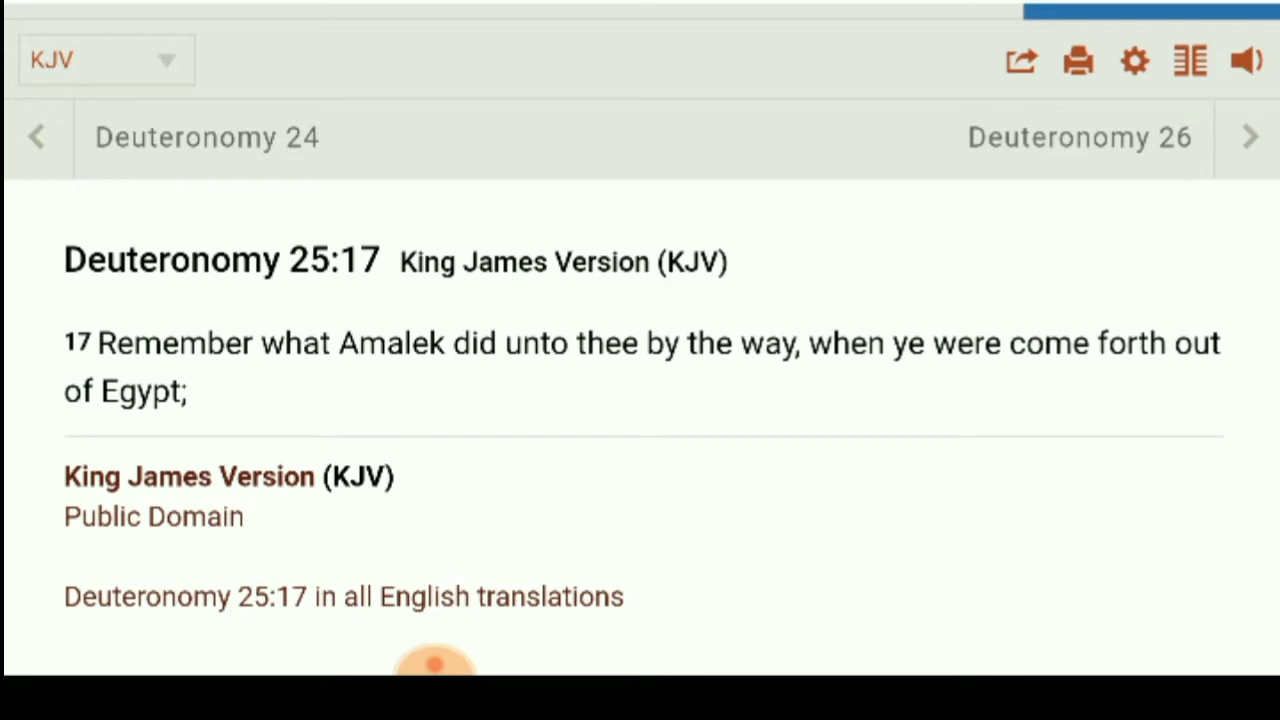 KJV
Deuteronomy 24
Deuteronomy 26
Deuteronomy 25:17 King James Version (KJV)
17 Remember what Amalek did unto thee by the way, when ye were come forth out
of Egypt;
King James Version (KJV)
Public Domain
Deuteronomy 25:17 in all English translations